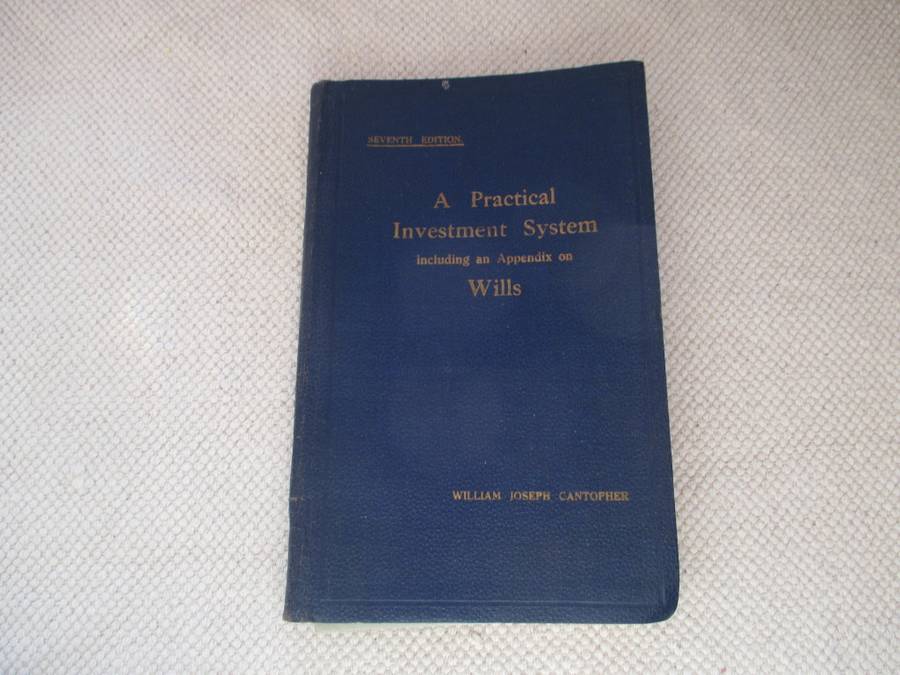 SEVENTH EDITION.
A Practical
Investment System
including an Appendix on
Wills
WILLIAM JOSEPH CANTOPHER